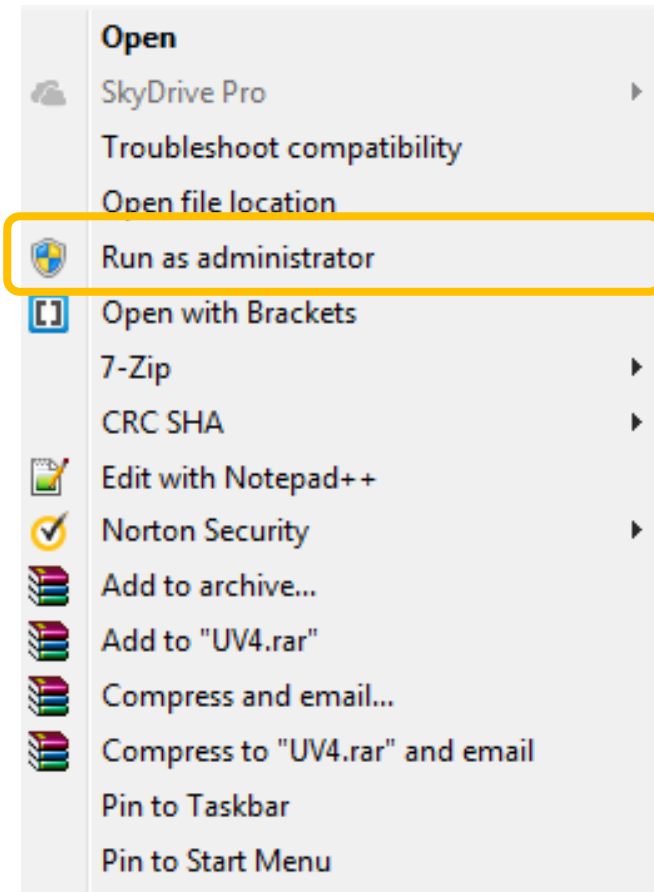 Open
SkyDrive Pro
Troubleshoot compatibility
Open file location
Run as administrator
Open with Brackets
7-Zip
CRC SHA
Edit with Notepad++
Norton Security
Add to archive...
Add to "UV4.rar"
Compress and email...
Compress to "UV4.rar" and email
Pin to Taskbar
Pin to Start Menu